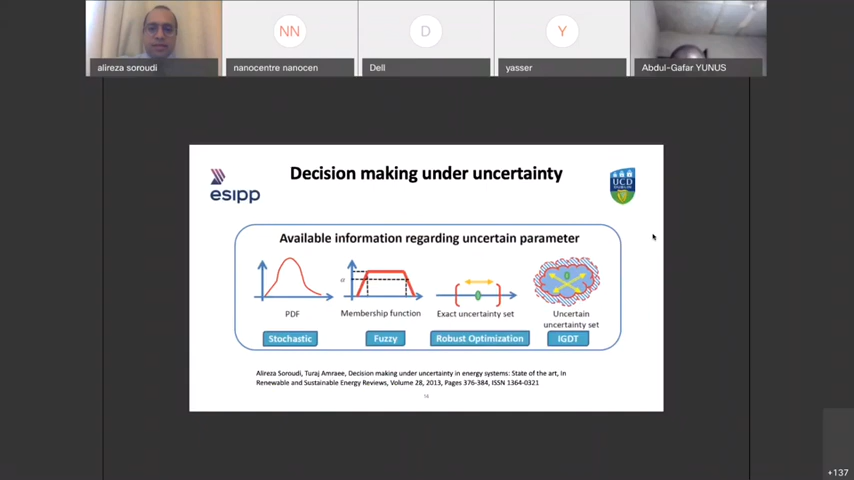 NN
D
Y
alireza soroudi
nanocentre nanocen
Dell
yasser
Abdul-Gafar YUNUS
Decision making under uncertainty
esipp
UCD
Available information regarding uncertain parameter
α
PDF
Membership function
Exact uncertainty set
Uncertain
uncertainty set
Stochastic
Fuzzy
Robust Optimization
IGDT
Alireza Soroudi, Turaj Amraee, Decision making under uncertainty in energy systems: State of the art, In
Renewable and Sustainable Energy Reviews, Volume 28, 2013, Pages 376-384, ISSN 1364-0321
+137